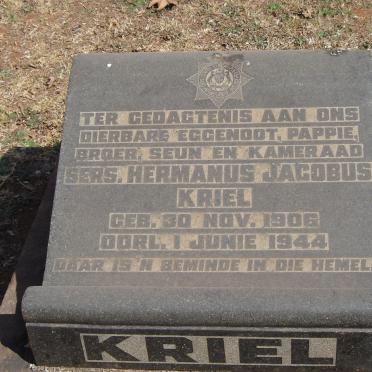 TER GEDAGTENIS AAN ONS
DIERBARE EGGENOOT, PAPPIE,
BROER, SEUN EN KAMERAAD
SERS. HERMANUS JACOBUS
KRIEL
GEB. 30 NOV. 1906
OORL. 1 JUNIE 1944
DAAR IS 'N BEMINDE IN DIE HEMEL.
KRIEL